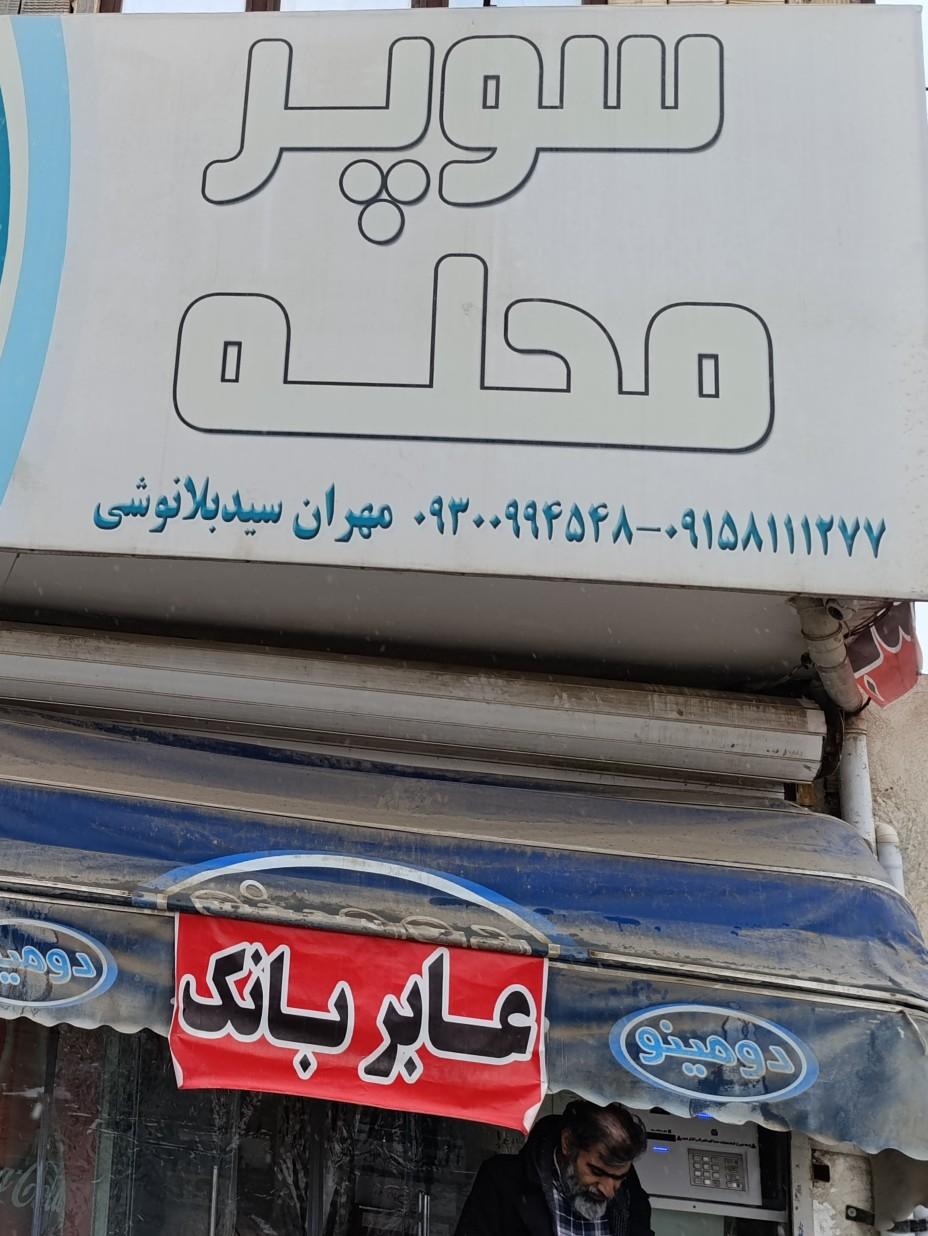 سوپر
محله
۰۹۱۵۸۱۱۱۲۷۷-۰۹۳۰۰۹۹۴۵۴۸ مهران سیدبلانوشی
دومینو
عابر بانک
دومینو